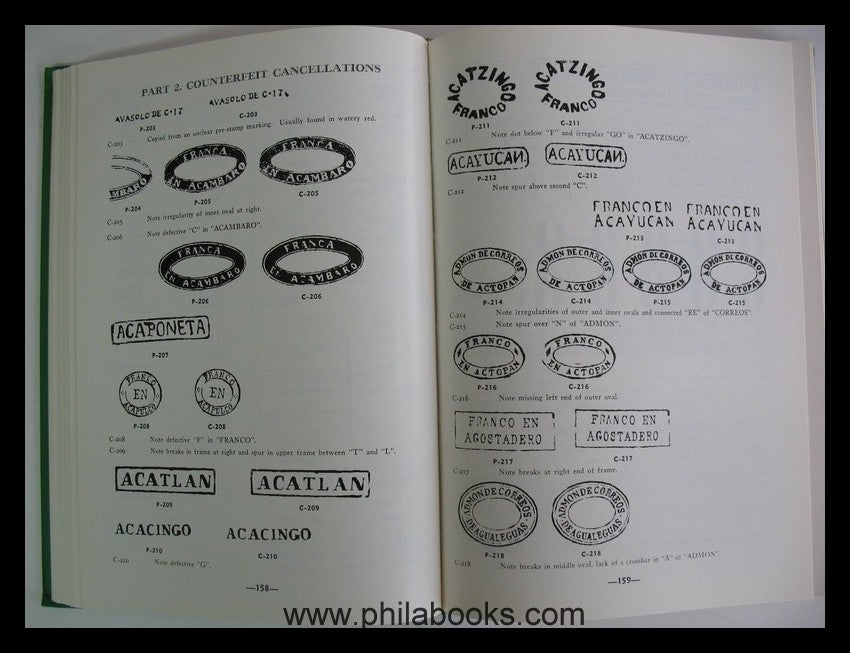 PART 2. COUNTERFEIT CANCELLATIONS
AVASOLO DE C·17
AVASOLO DE C·17.
P-202
C-203
C-203 Copied from an unclear pre-stamp marking. Usually found in watery red.
MBARO
FRANCA
EN ACAMBARO
FRANCA
EN ACAMBARO
P-204
P-205
C-205
C-205 Note irregularity of inner oval at right.
C-206 Note defective "C" in "ACAMBARO".
FRANCA
EN ACAMBARO
FRANCA
EN ACAMBARO
P-206
C-206
ACAPONETA
P-207
FRANCO
EN
ACAPULCO
FRANCO
EN
ACAPULCO
P-208
C-208
C-208 Note defective "F" in "FRANCO".
C-209 Note breaks in frame at right and spur in upper frame between "T" and "L".
ACATLAN
ACATLAN
P-209
C-209
ACACINGO
ACACINGO
P-210
C-210
C-210 Note defective "G".
—158—
ACATZINGO
FRANCO
ACATZINGO
FRANCO
P-211
C-211
C-211 Note dot below "F" and irregular "GO" in "ACATZINGO".
ACAYUCAN.
ACAYUCAN.
P-212
C-212
C-212 Note spur above second "C".
FRANCO EN
ACAYUCAN
FRANCO EN
ACAYUCAN
P-213
C-213
ADMON DE CORREOS
DE ACTOPAN
ADMON DE CORREOS
DE ACTOPAN
ADMON DE CORREOS
DE ACTOPAN
ADMON DE CORREOS
DE ACTOPAN
P-214
C-214
P-215
C-215
C-214 Note irregularities of outer and inner ovals and connected "RE" of "CORREOS".
C-215 Note spur over "N" of "ADMON".
FRANCO
EN ACTOPAN
FRANCO
EN ACTOPAN
P-216
C-216
C-216 Note missing left end of outer oval.
FRANCO EN
AGOSTADERO
FRANCO EN
AGOSTADERO
P-217
C-217
C-217 Note breaks at right end of frame.
ADMON DE CORREOS
DE AGUALEGUAS
ADMON DE CORREOS
DE AGUALEGUAS
P-218
C-218
C-218 Note breaks in middle oval, lack of a crossbar in "A" of "ADMON".
—159—
www.philabooks.com